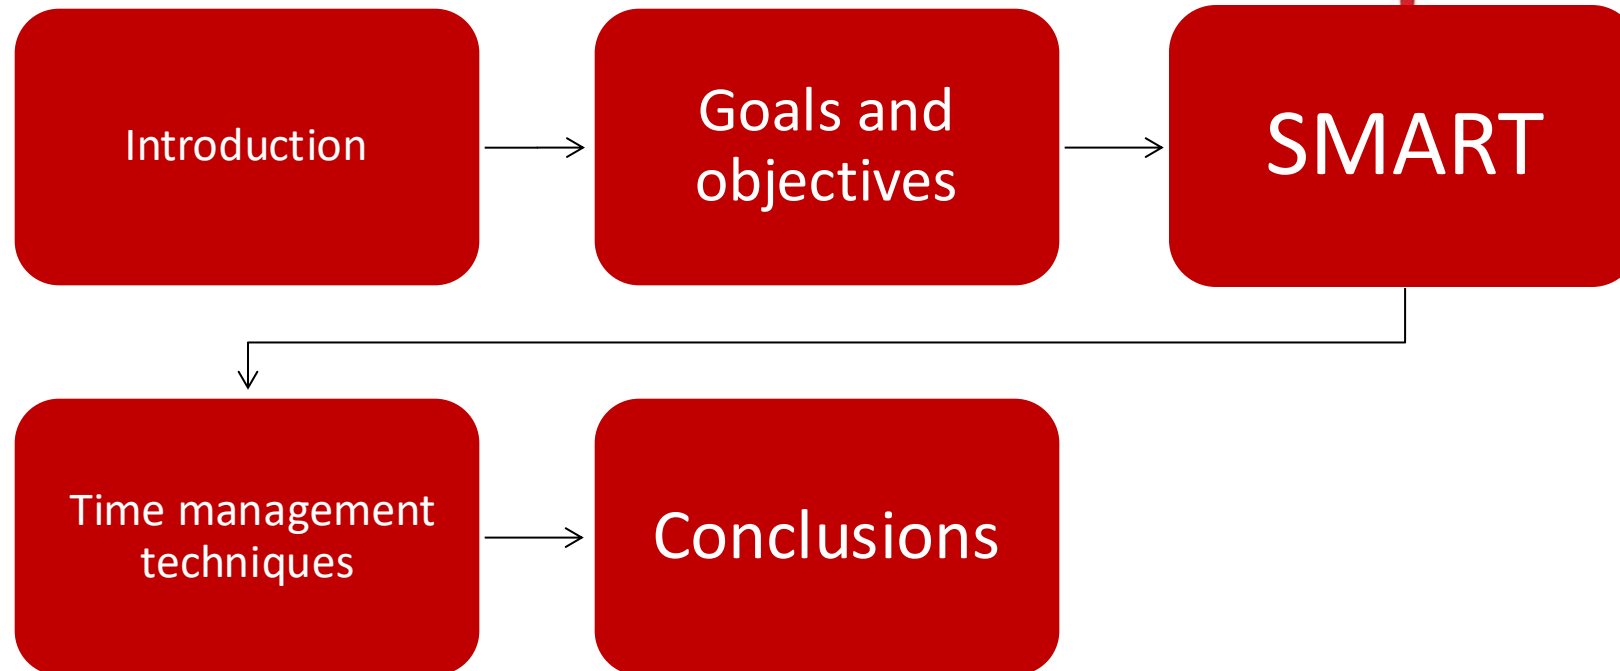 Introduction
Goals and
objectives
SMART
Time management
techniques
Conclusions